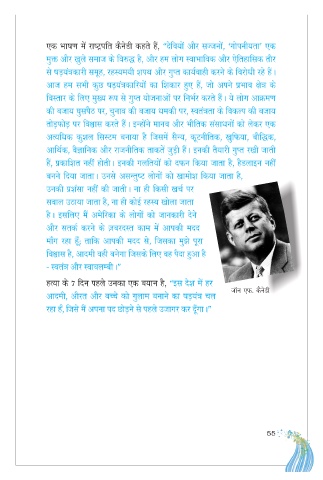 एक भाषण में राष्ट्रपति कैनेडी कहते हैं, "देवियों और सज्जनों, 'गोपनीयता' एक
मुक्त और खुले समाज के विरुद्ध है, और हम लोग स्वाभाविक और ऐतिहासिक तौर
से षड्यंत्रकारी समूह, रहस्यमयी शपथ और गुप्त कार्यवाही करने के विरोधी रहे हैं।
आज हम सभी कुछ षड्यंत्रकारियों का शिकार हुए हैं, जो अपने प्रभाव क्षेत्र के
विस्तार के लिए मुख्य रूप से गुप्त योजनाओं पर निर्भर करते हैं। ये लोग आक्रमण
की बजाय घुसपैठ पर, चुनाव की बजाय धमकी पर, स्वतंत्रता के विकल्प की बजाय
तोड़फोड़ पर विश्वास करते हैं। इन्होंने मानव और भौतिक संसाधनों को लेकर एक
अत्यधिक कुशल सिस्टम बनाया है जिसमें सैन्य, कूटनीतिक, खुफिया, बौद्धिक,
आर्थिक, वैज्ञानिक और राजनीतिक ताकतें जुड़ी हैं। इनकी तैयारी गुप्त रखी जाती
है, प्रकाशित नहीं होती। इनकी गलतियों को दफन किया जाता है, हैडलाइन नहीं
बनने दिया जाता। उनसे असन्तुष्ट लोगों को खामोश किया जाता है,
उनकी प्रशंसा नहीं की जाती। ना ही किसी खर्च पर
सवाल उठाया जाता है, ना ही कोई रहस्य खोला जाता
है। इसलिए मैं अमेरिका के लोगों को जानकारी देने
और सतर्क करने के ज़बरदस्त काम में आपकी मदद
माँग रहा हूँ; ताकि आपकी मदद से, जिसका मुझे पूरा
विश्वास है, आदमी वही बनेगा जिसके लिए वह पैदा हुआ है
- स्वतंत्र और स्वावलम्बी।"
हत्या के 7 दिन पहले उनका एक बयान है, "इस देश में हर
आदमी, औरत और बच्चे को गुलाम बनाने का षड्यंत्र चल
रहा है, जिसे मैं अपना पद छोड़ने से पहले उजागर कर दूँगा।"
जॉन एफ. कैनेडी
55